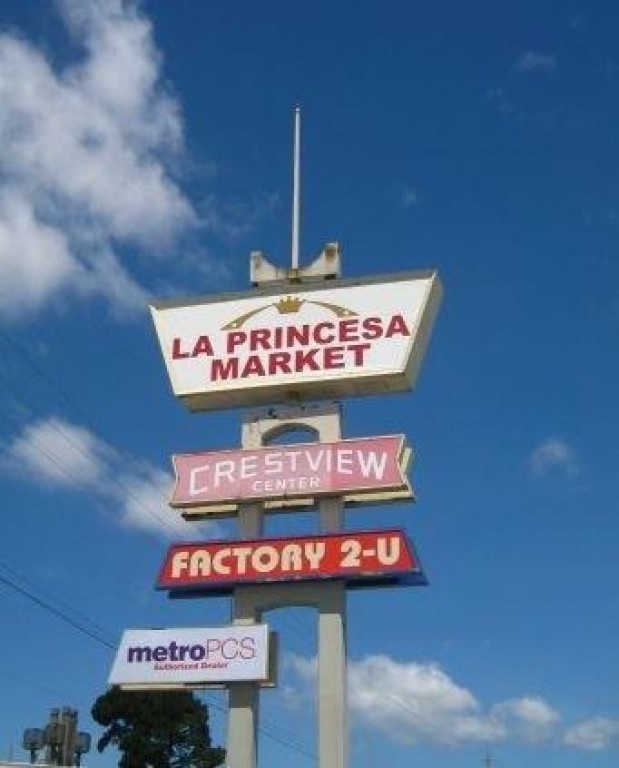 LA PRINCESA
MARKET
CRESTVIEW
CENTER
FACTORY 2-U
metroPCS.
Authorized Dealer